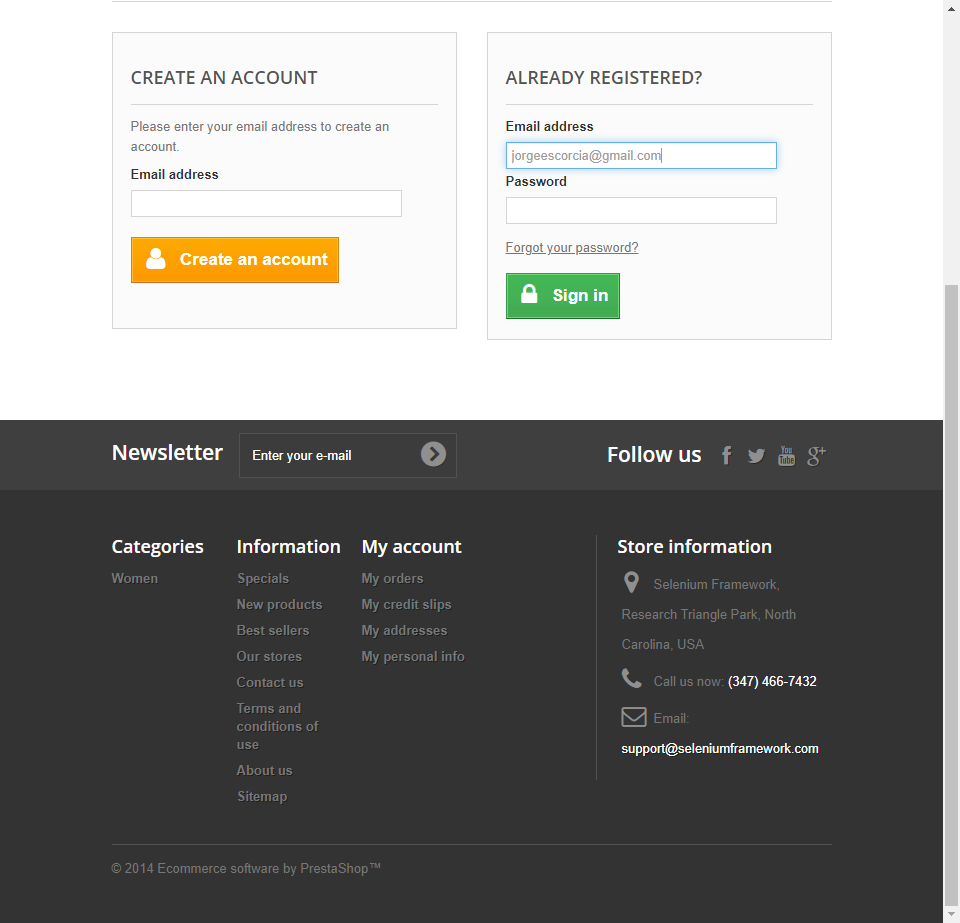 CREATE AN ACCOUNT
Please enter your email address to create an
account.
Email address
Create an account
ALREADY REGISTERED?
Email address
jorgeescorcia@gmail.com
Password
Forgot your password?
Sign in
Newsletter
Enter your e-mail
Follow us
You
Tube
g+
Categories
Women
Information
Specials
New products
Best sellers
Our stores
Contact us
Terms and
conditions of
use
About us
Sitemap
My account
My orders
My credit slips
My addresses
My personal info
Store information
Selenium Framework,
Research Triangle Park, North
Carolina, USA
Call us now: (347) 466-7432
Email:
support@seleniumframework.com
© 2014 Ecommerce software by PrestaShop™